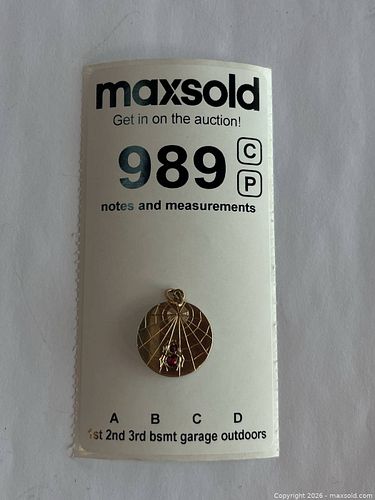 maxsold
Get in on the auction!
989
C
P
notes and measurements
A B C D
1st 2nd 3rd bsmt garage outdoors
Copyright 2026 - maxsold.com